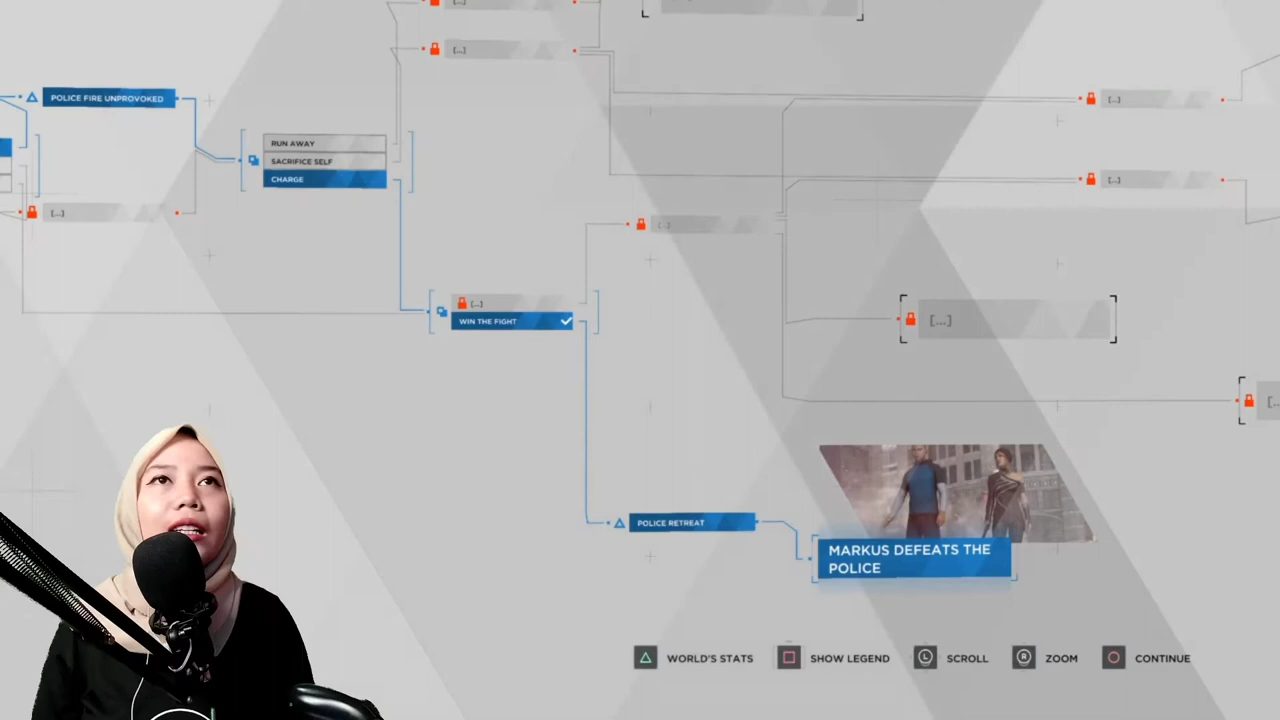 [...]
[...]
POLICE FIRE UNPROVOKED
[...]
RUN AWAY
SACRIFICE SELF
CHARGE
[...]
[...]
[...]
[...]
WIN THE FIGHT
[...]
[...
POLICE RETREAT
MARKUS DEFEATS THE
POLICE
WORLD'S STATS
SHOW LEGEND
L
SCROLL
R
ZOOM
CONTINUE